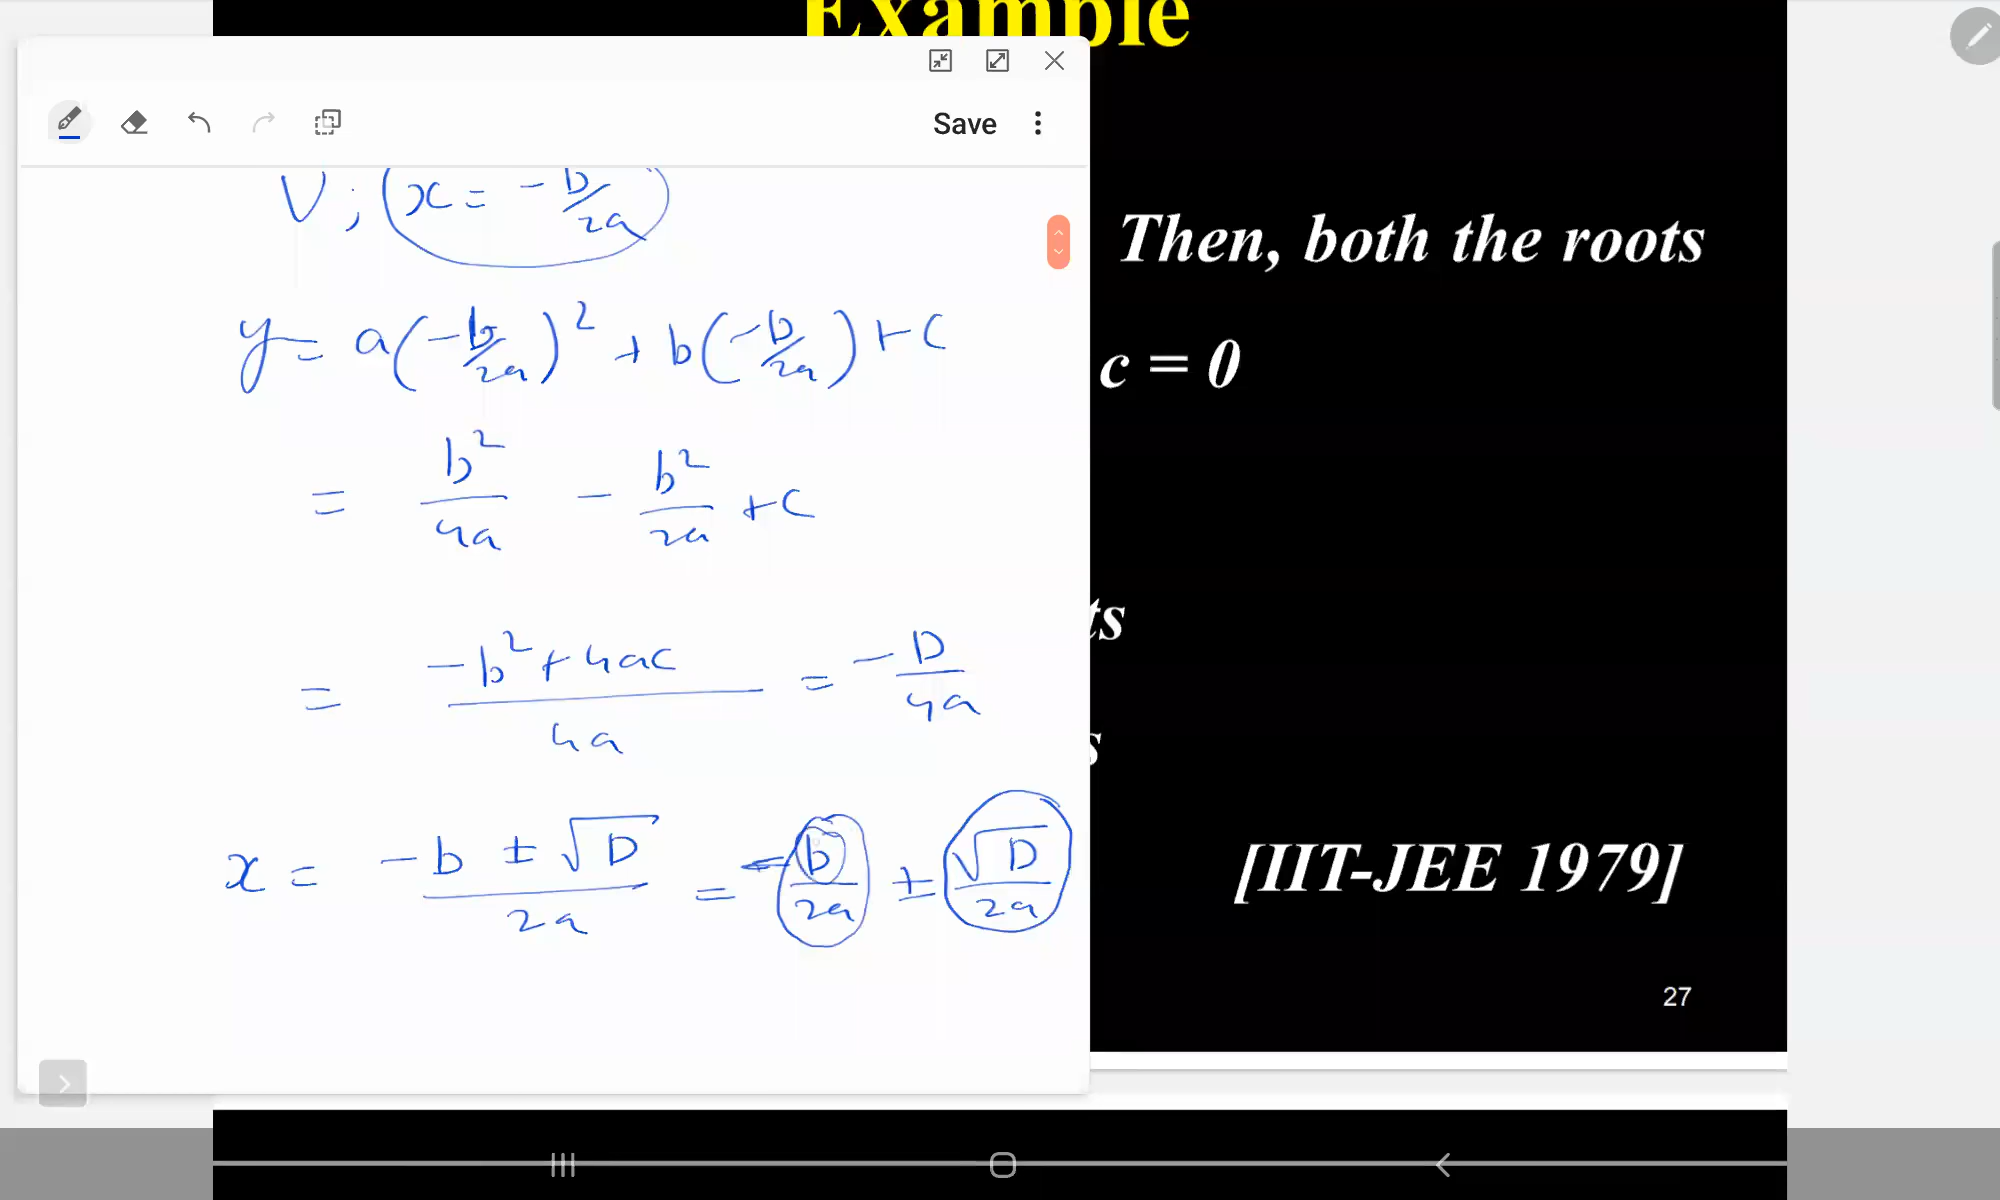 Example
Save
V ; (x = -b/2a)
y = a(-b/2a)² + b(-b/2a) + c
= b²/4a - b²/2a + c
= -b² + 4ac / 4a = -D/4a
x = -b ± √D / 2a = -b/2a ± √D/2a
Then, both the roots
c = 0
ts
s
[IIT-JEE 1979]
27